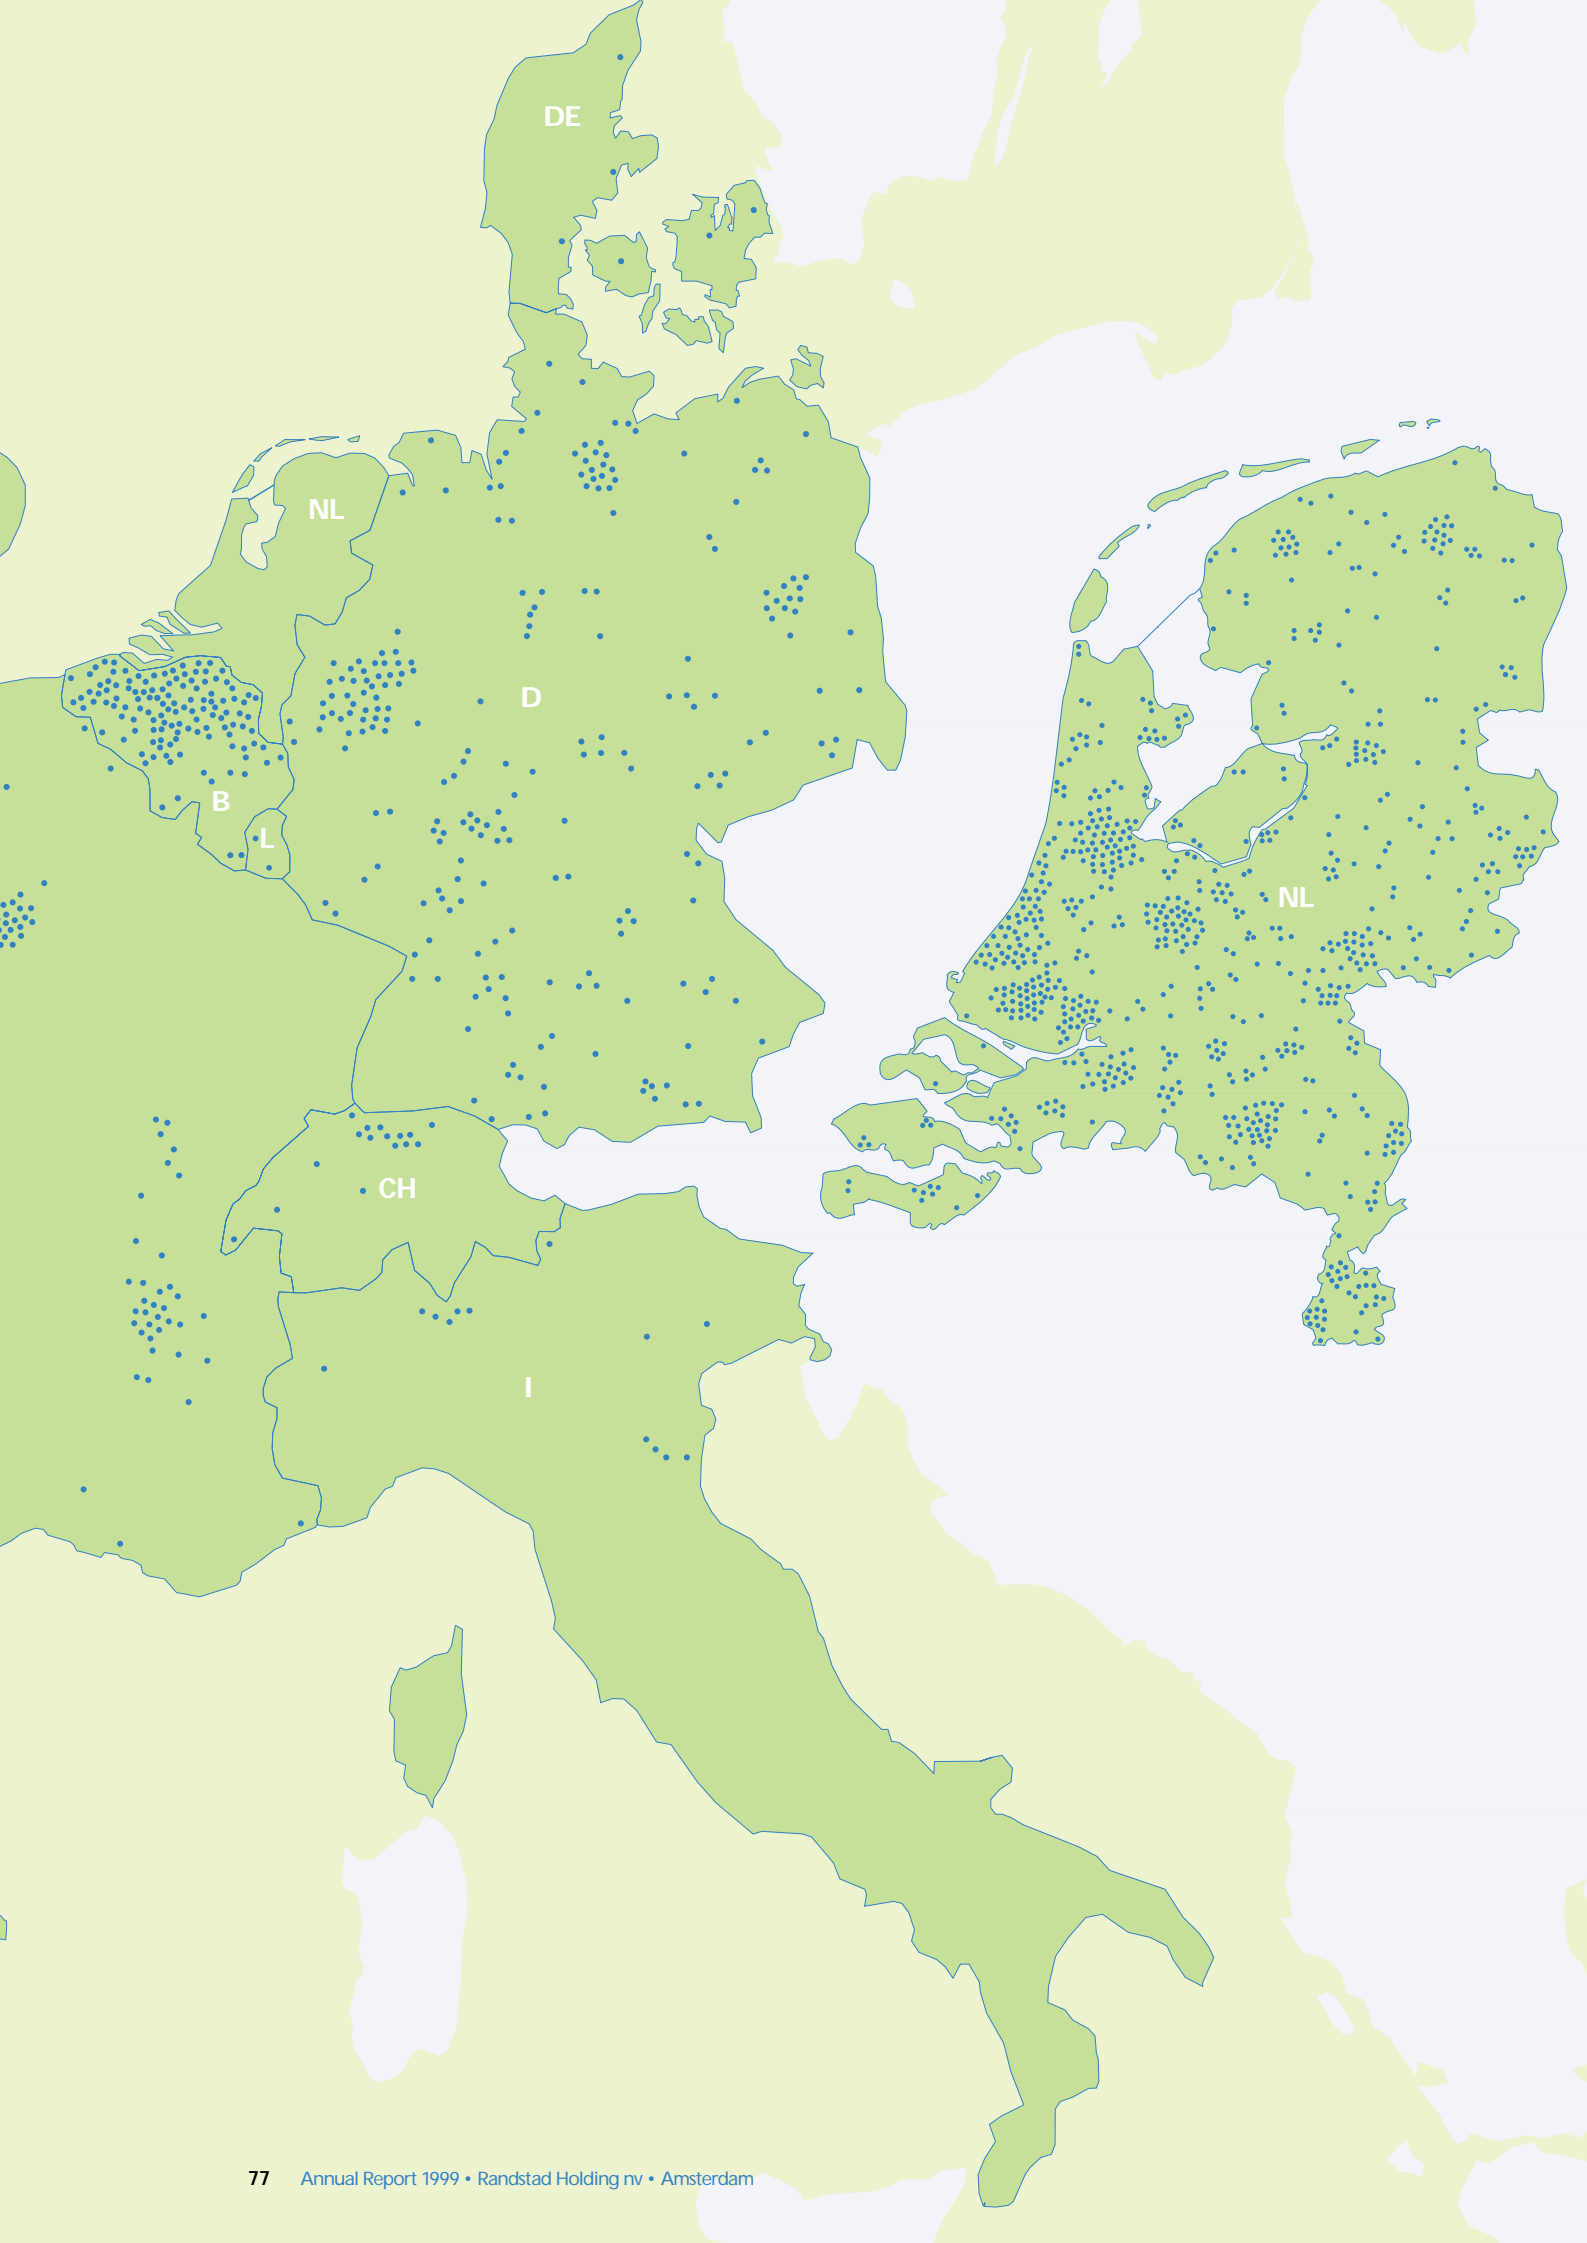 DE
NL
D
B
L
NL
CH
I
77 Annual Report 1999 • Randstad Holding nv • Amsterdam